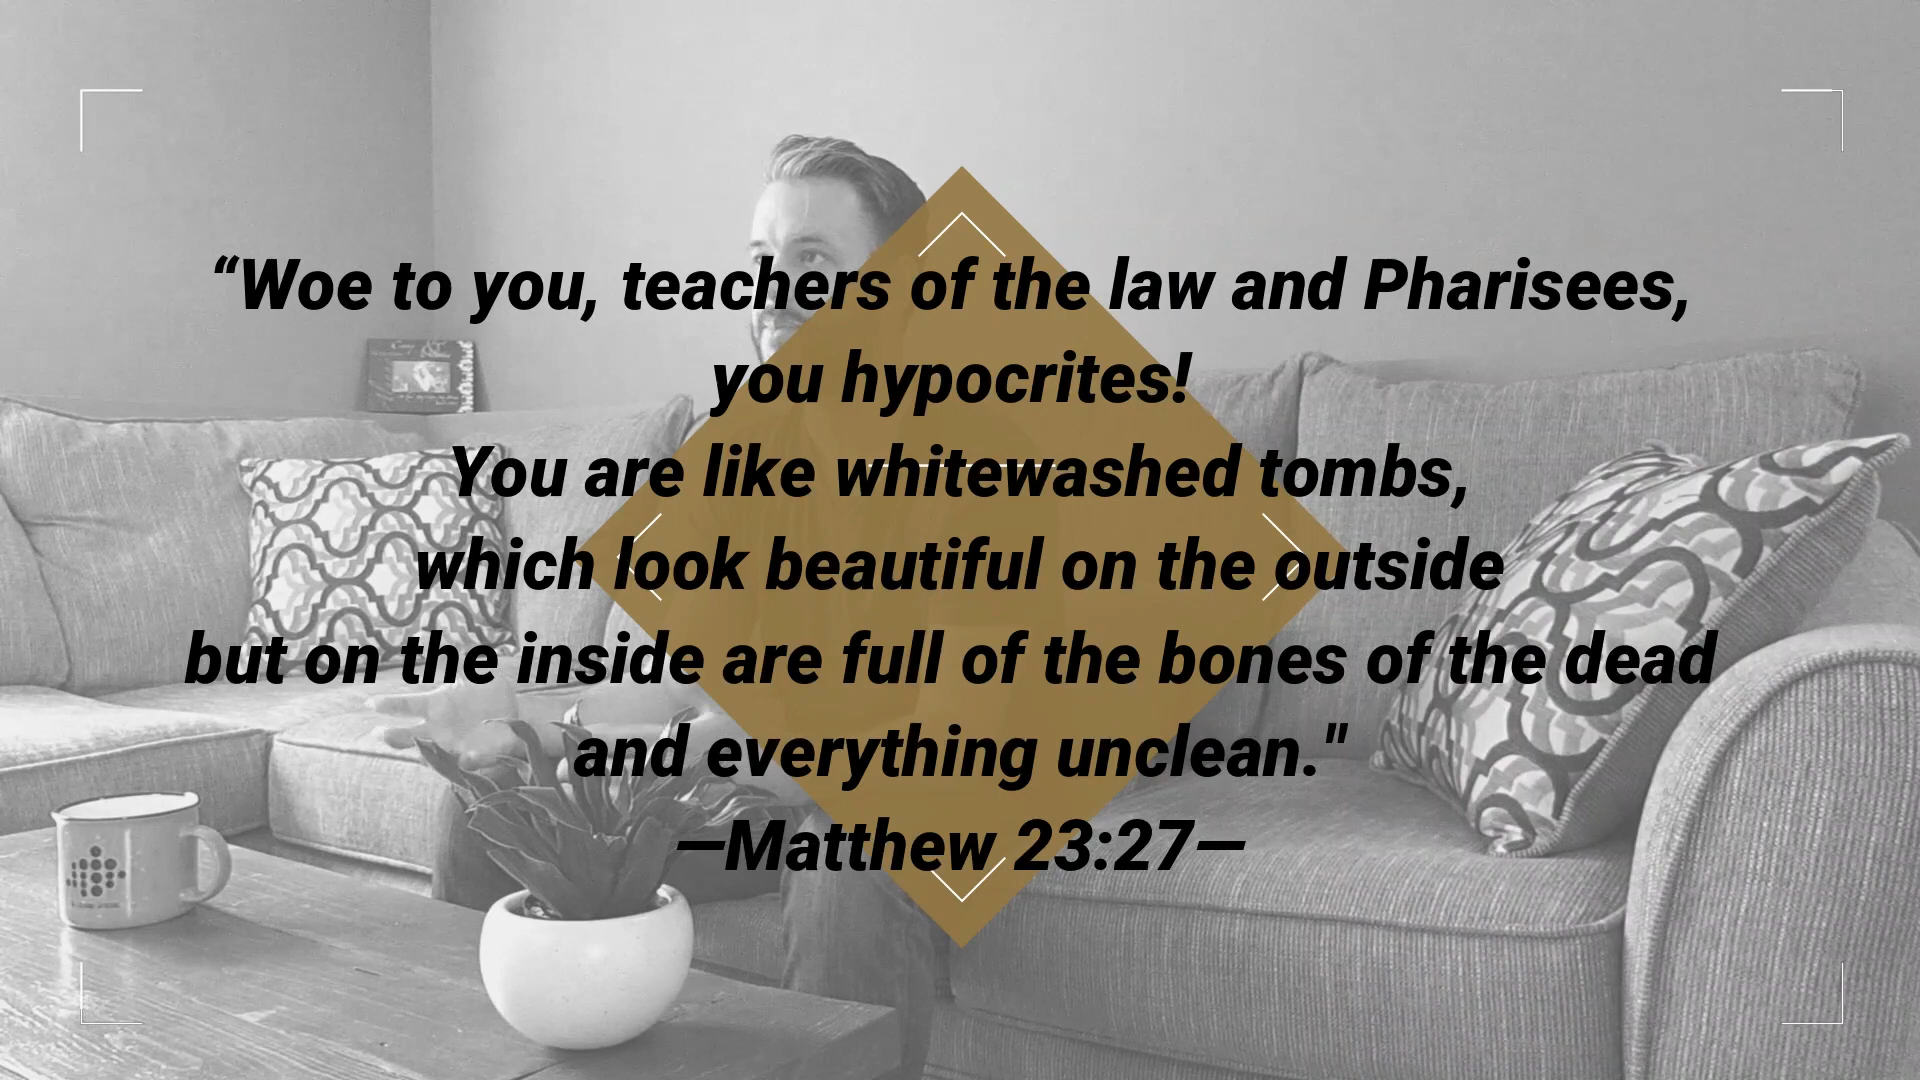 “Woe to you, teachers of the law and Pharisees,
you hypocrites!
You are like whitewashed tombs,
which look beautiful on the outside
but on the inside are full of the bones of the dead
and everything unclean."
—Matthew 23:27—